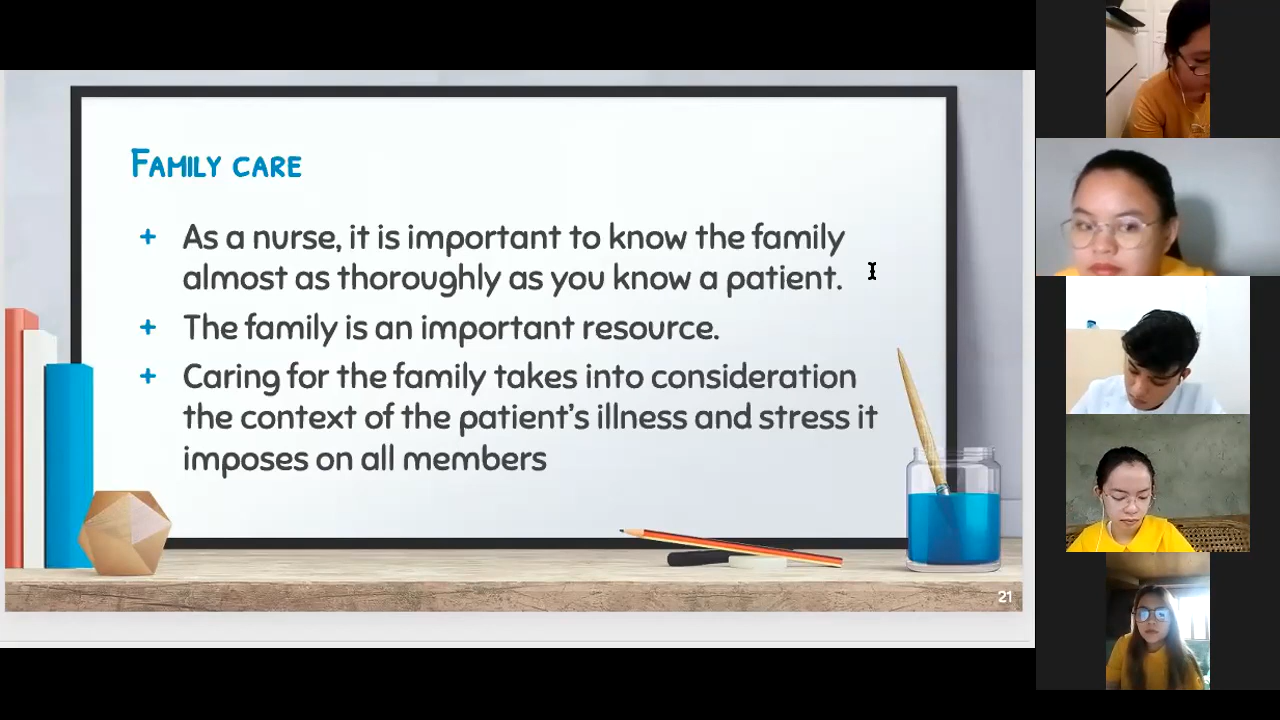 FAMILY CARE
+ As a nurse, it is important to know the family
almost as thoroughly as you know a patient.
+ The family is an important resource.
+ Caring for the family takes into consideration
the context of the patient's illness and stress it
imposes on all members
21